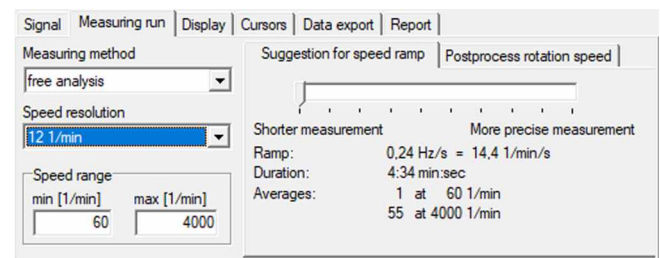 Signal Measuring run Display Cursors Data export Report
Measuring method
free analysis
Speed resolution
12 1/min
Speed range
min [1/min] max [1/min]
60 4000
Suggestion for speed ramp Postprocess rotation speed
Shorter measurement More precise measurement
Ramp: 0,24 Hz/s = 14,4 1/min/s
Duration: 4:34 min:sec
Averages: 1 at 60 1/min
55 at 4000 1/min